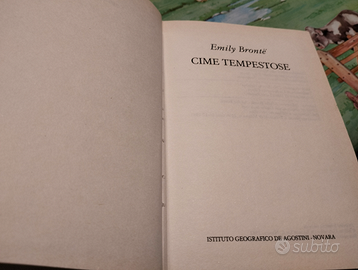 Emily Brontë
CIME TEMPESTOSE
ISTITUTO GEOGRAFICO DE AGOSTINI - NOVARA
subito